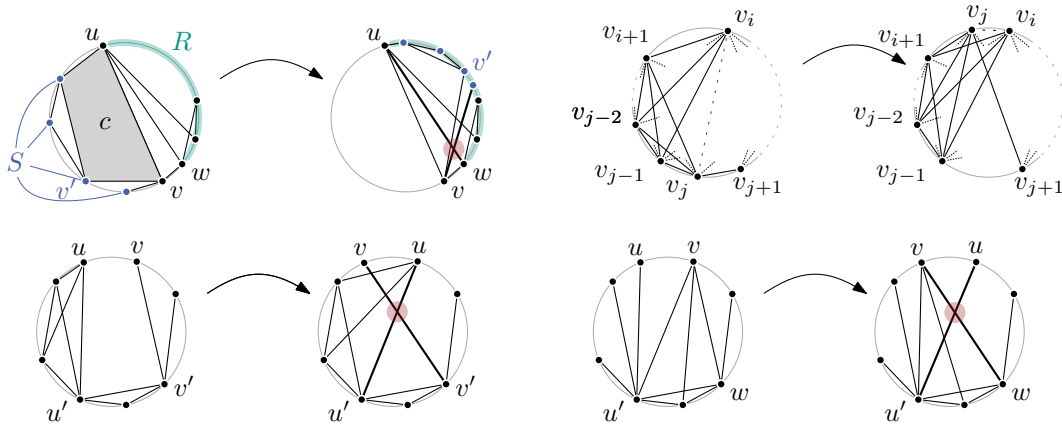 u R
c
S
v' v w
u
v'
w
v
v_i
v_{i+1}
v_{j-2}
v_{j-1} v_j v_{j+1}
v_j v_i
v_{i+1}
v_{j-2}
v_{j-1} v_{j+1}
u v
u' v'
v u
u' v'
u v
u' w
v u
u' w